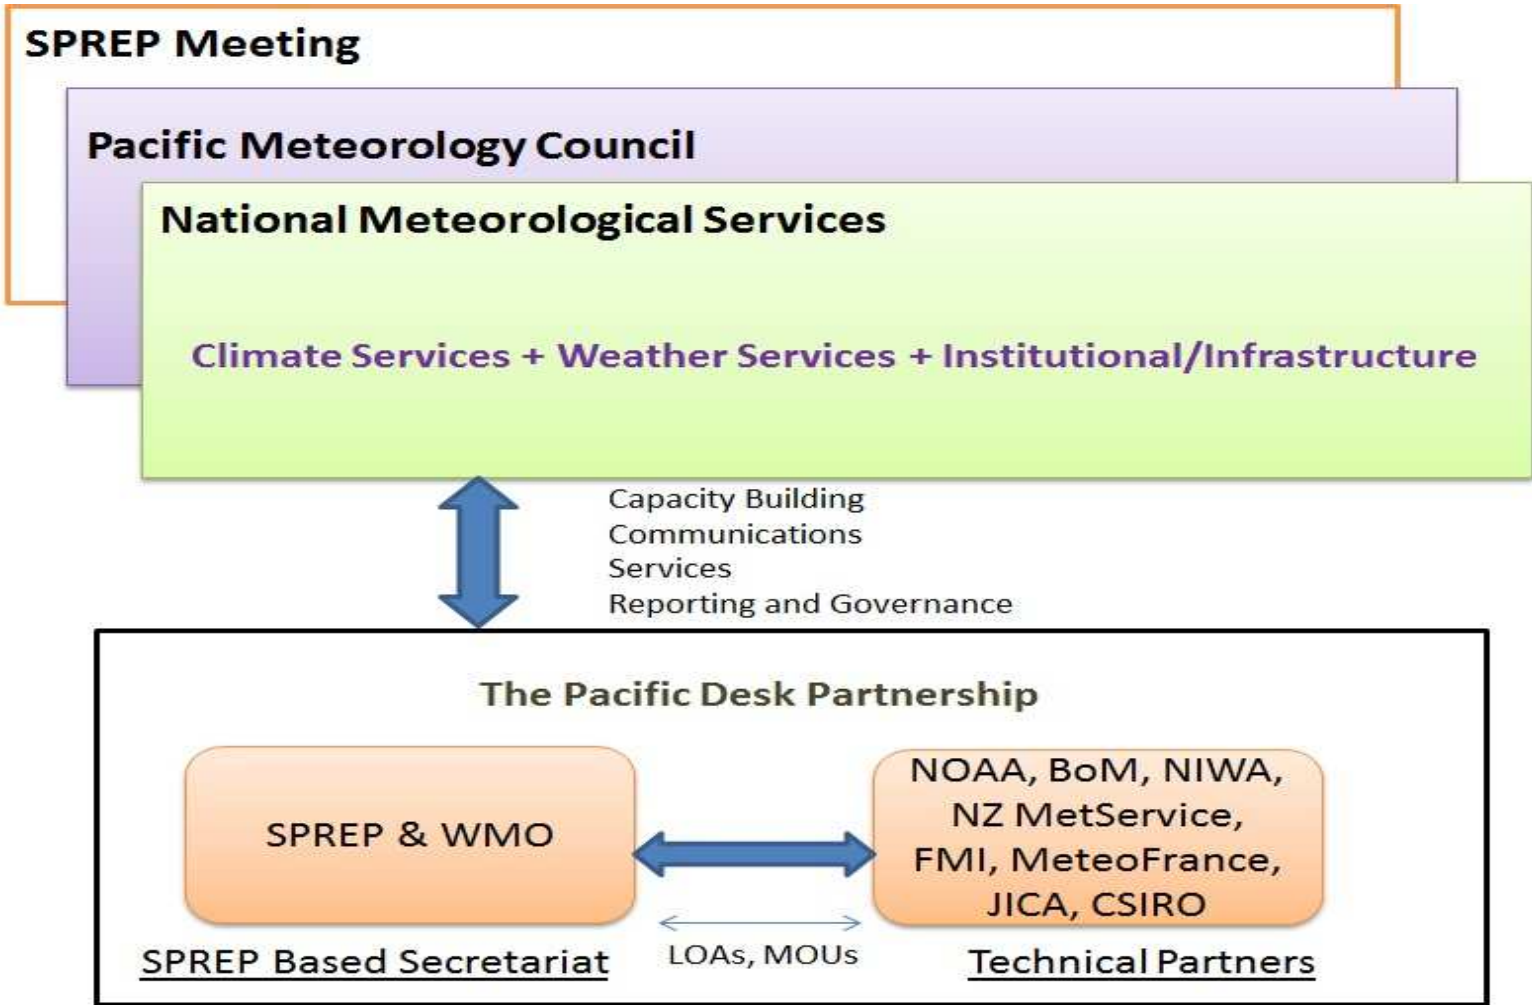 SPREP Meeting
Pacific Meteorology Council
National Meteorological Services
Climate Services + Weather Services + Institutional/Infrastructure
Capacity Building
Communications
Services
Reporting and Governance
The Pacific Desk Partnership
SPREP & WMO
NOAA, BoM, NIWA,
NZ MetService,
FMI, MeteoFrance,
JICA, CSIRO
SPREP Based Secretariat
LOAs, MOUs
Technical Partners